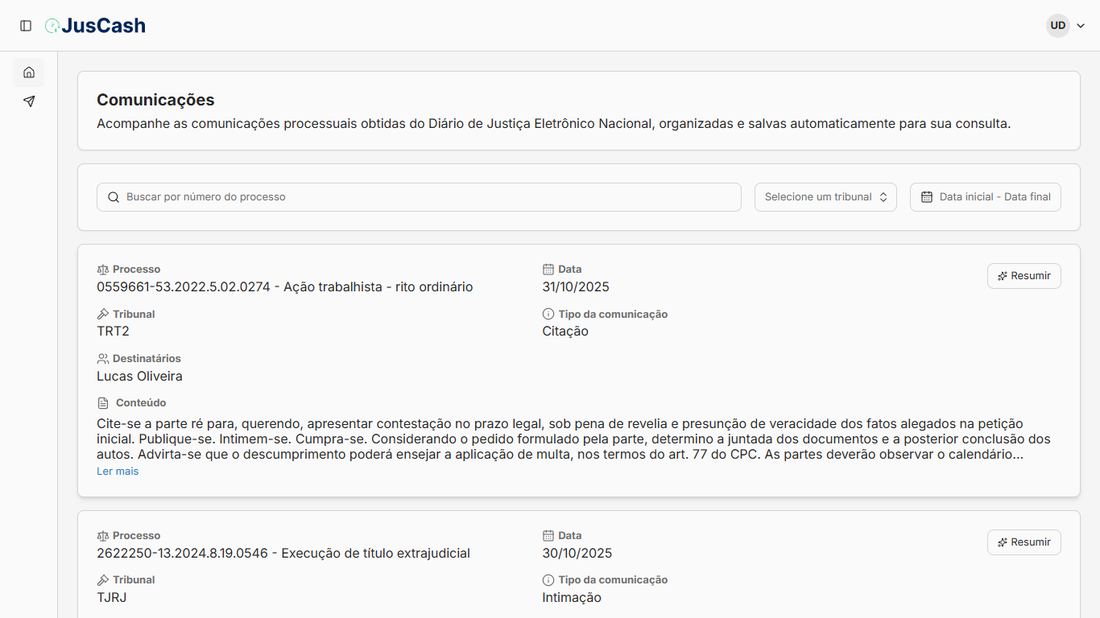 JusCash
UD
Comunicações
Acompanhe as comunicações processuais obtidas do Diário de Justiça Eletrônico Nacional, organizadas e salvas automaticamente para sua consulta.
Buscar por número do processo
Selecione um tribunal
Data inicial - Data final
Processo
0559661-53.2022.5.02.0274 - Ação trabalhista - rito ordinário
Data
31/10/2025
Resumir
Tribunal
TRT2
Tipo da comunicação
Citação
Destinatários
Lucas Oliveira
Conteúdo
Cite-se a parte ré para, querendo, apresentar contestação no prazo legal, sob pena de revelia e presunção de veracidade dos fatos alegados na petição
inicial. Publique-se. Intimem-se. Cumpra-se. Considerando o pedido formulado pela parte, determino a juntada dos documentos e a posterior conclusão dos
autos. Advirta-se que o descumprimento poderá ensejar a aplicação de multa, nos termos do art. 77 do CPC. As partes deverão observar o calendário...
Ler mais
Processo
2622250-13.2024.8.19.0546 - Execução de título extrajudicial
Data
30/10/2025
Resumir
Tribunal
TJRJ
Tipo da comunicação
Intimação